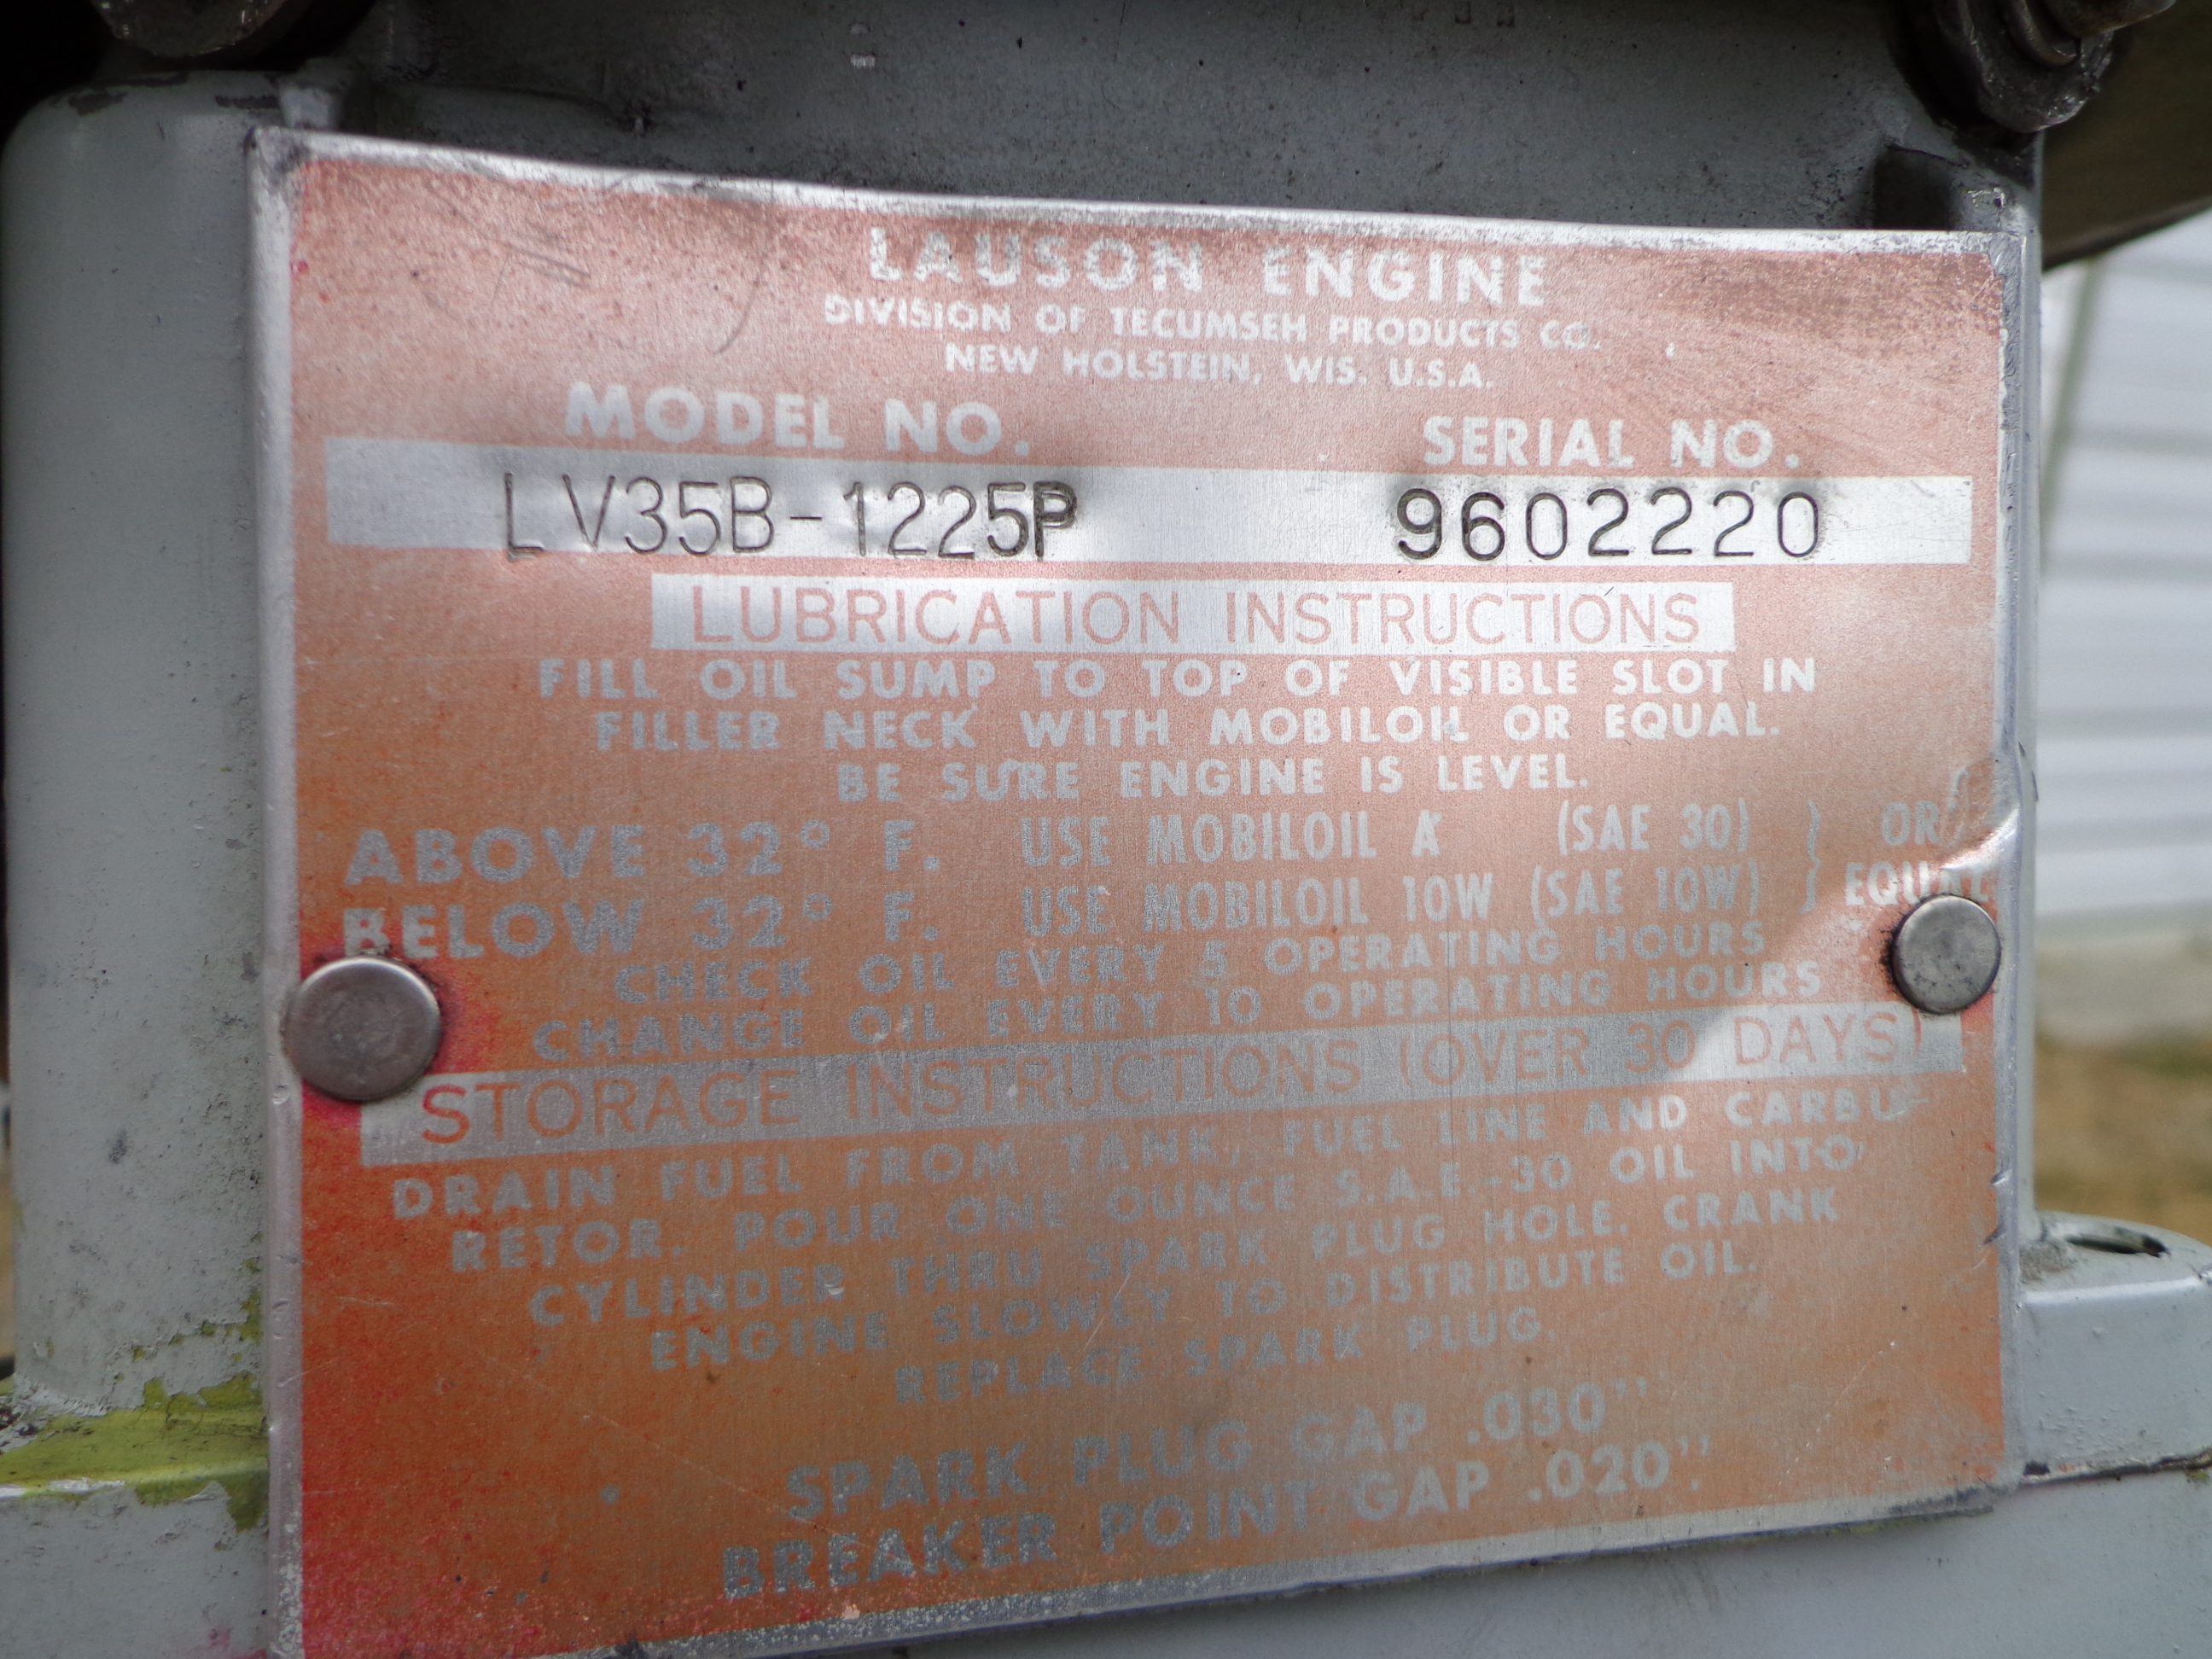 LAUSON ENGINE
DIVISION OF TECUMSEH PRODUCTS CO.
NEW HOLSTEIN, WIS. U.S.A.
MODEL NO. SERIAL NO.
LV35B-1225P 9602220
LUBRICATION INSTRUCTIONS
FILL OIL SUMP TO TOP OF VISIBLE SLOT IN
FILLER NECK WITH MOBILOIL OR EQUAL.
BE SURE ENGINE IS LEVEL.
ABOVE 32° F. USE MOBILOIL A (SAE 30) } OR
BELOW 32° F. USE MOBILOIL 10W (SAE 10W) } EQUAL
CHECK OIL EVERY 5 OPERATING HOURS
CHANGE OIL EVERY 10 OPERATING HOURS
STORAGE INSTRUCTIONS (OVER 30 DAYS)
DRAIN FUEL FROM TANK, FUEL LINE AND CARBU-
RETOR. POUR ONE OUNCE S.A.E.-30 OIL INTO
CYLINDER THRU SPARK PLUG HOLE. CRANK
ENGINE SLOWLY TO DISTRIBUTE OIL.
REPLACE SPARK PLUG.
SPARK PLUG GAP .030"
BREAKER POINT GAP .020".